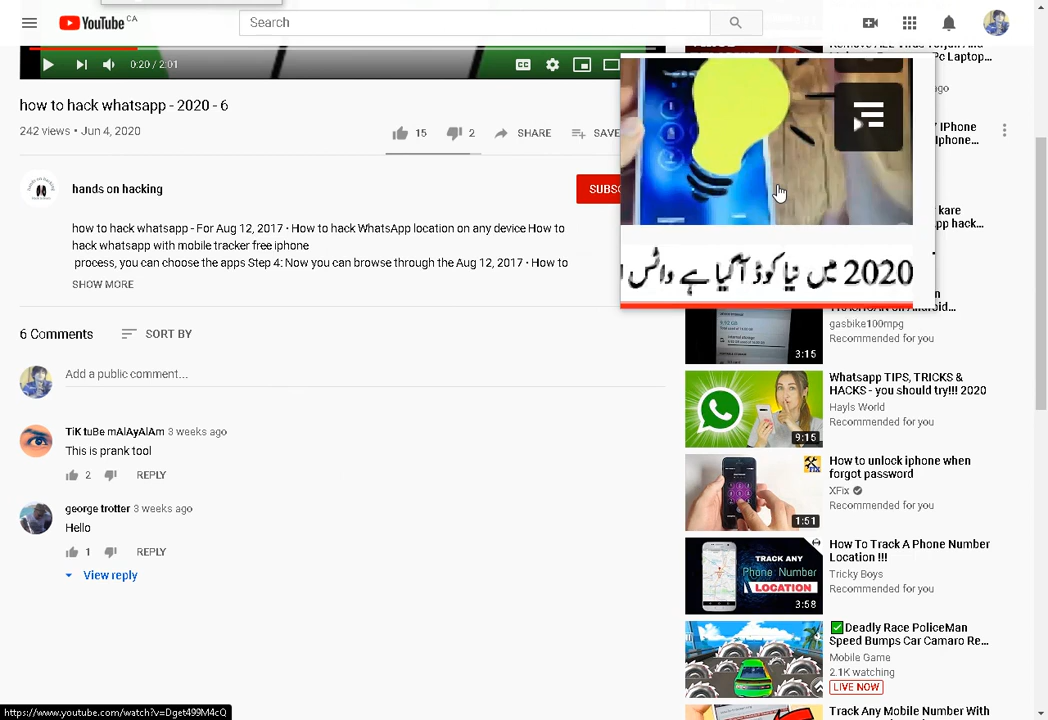 YouTube CA
Search
0:20 / 2:01
CC
how to hack whatsapp - 2020 - 6
242 views • Jun 4, 2020
15
2
SHARE
SAVE
hands on hacking
how to hack whatsapp - For Aug 12, 2017 · How to hack WhatsApp location on any device How to
hack whatsapp with mobile tracker free iphone
process, you can choose the apps Step 4: Now you can browse through the Aug 12, 2017 · How to
SHOW MORE
6 Comments
SORT BY
Add a public comment...
TiK tuBe mAlAyAlAm 3 weeks ago
This is prank tool
2
REPLY
george trotter 3 weeks ago
Hello
1
REPLY
View reply
https://www.youtube.com/watch?v=Dget499M4cQ
Pc Laptop...
ago
IPhone
Iphone...
kare
app hack...
2020 میں نیا کوڈ آگیا ہے واٹس
gasbike100mpg
Recommended for you
3:15
Whatsapp TIPS, TRICKS &
HACKS - you should try!!! 2020
Hayls World
Recommended for you
9:15
How to unlock iphone when
forgot password
XFix
Recommended for you
1:51
How To Track A Phone Number
Location !!!
Tricky Boys
Recommended for you
TRACK ANY
Phone Number
LOCATION
3:58
✅Deadly Race PoliceMan
Speed Bumps Car Camaro Re...
Mobile Game
2.1K watching
LIVE NOW
Track Any Mobile Number With